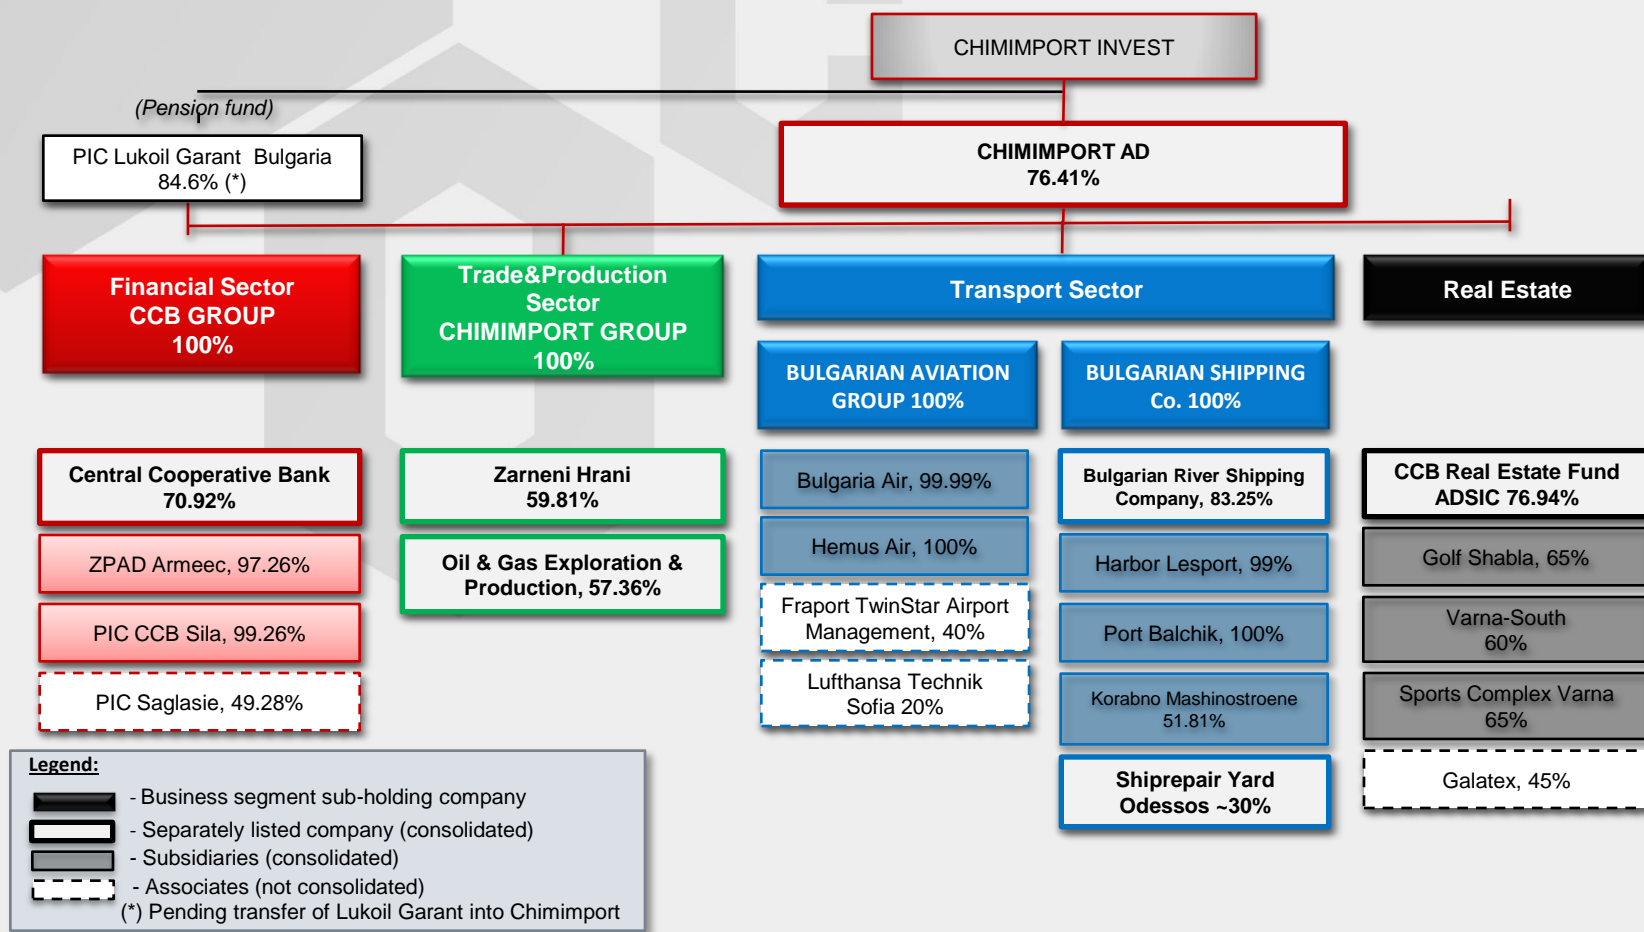 CHIMIMPORT INVEST
(Pension fund)
PIC Lukoil Garant Bulgaria
84.6% (*)
CHIMIMPORT AD
76.41%
Financial Sector
CCB GROUP
100%
Trade&Production
Sector
CHIMIMPORT GROUP
100%
Transport Sector
Real Estate
BULGARIAN AVIATION
GROUP 100%
BULGARIAN SHIPPING
Co. 100%
Central Cooperative Bank
70.92%
ZPAD Armeec, 97.26%
PIC CCB Sila, 99.26%
PIC Saglasie, 49.28%
Zarneni Hrani
59.81%
Oil & Gas Exploration &
Production, 57.36%
Bulgaria Air, 99.99%
Hemus Air, 100%
Fraport TwinStar Airport
Management, 40%
Lufthansa Technik
Sofia 20%
Bulgarian River Shipping
Company, 83.25%
Harbor Lesport, 99%
Port Balchik, 100%
Korabno Mashinostroene
51.81%
Shiprepair Yard
Odessos ~30%
CCB Real Estate Fund
ADSIC 76.94%
Golf Shabla, 65%
Varna-South
60%
Sports Complex Varna
65%
Galatex, 45%
Legend:
- Business segment sub-holding company
- Separately listed company (consolidated)
- Subsidiaries (consolidated)
- Associates (not consolidated)
(*) Pending transfer of Lukoil Garant into Chimimport